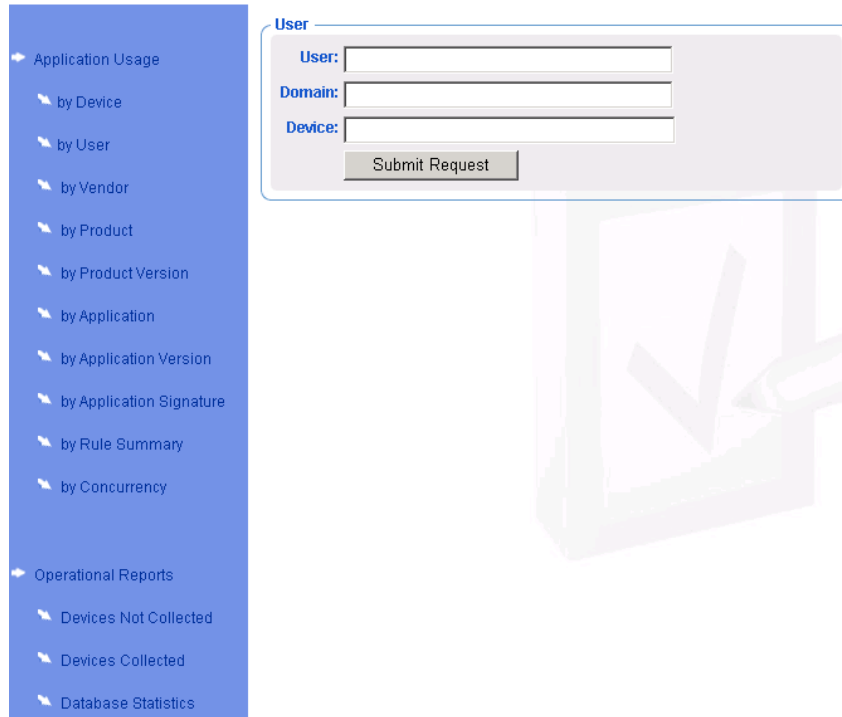 Application Usage
by Device
by User
by Vendor
by Product
by Product Version
by Application
by Application Version
by Application Signature
by Rule Summary
by Concurrency
Operational Reports
Devices Not Collected
Devices Collected
Database Statistics
User
User:
Domain:
Device:
Submit Request